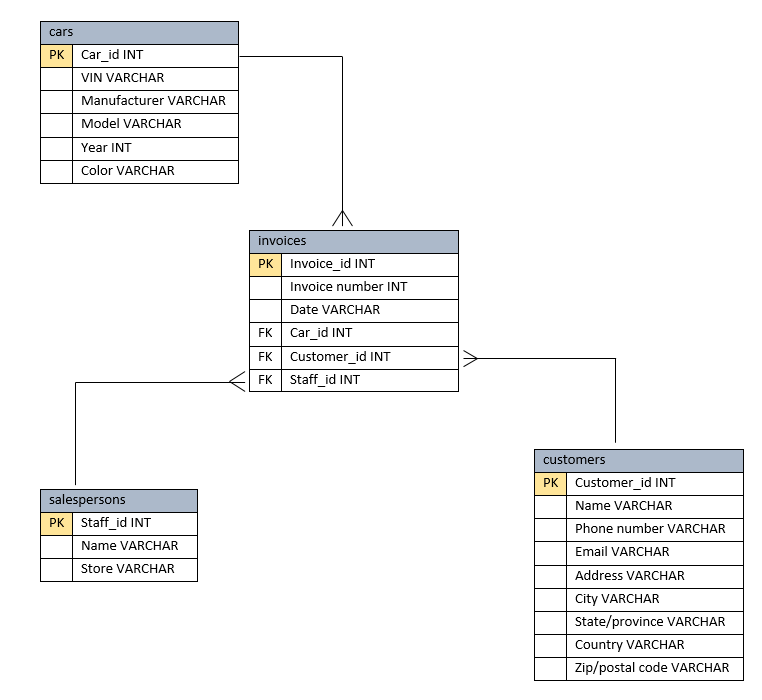 cars
PK Car_id INT
VIN VARCHAR
Manufacturer VARCHAR
Model VARCHAR
Year INT
Color VARCHAR
invoices
PK Invoice_id INT
Invoice number INT
Date VARCHAR
FK Car_id INT
FK Customer_id INT
FK Staff_id INT
salespersons
PK Staff_id INT
Name VARCHAR
Store VARCHAR
customers
PK Customer_id INT
Name VARCHAR
Phone number VARCHAR
Email VARCHAR
Address VARCHAR
City VARCHAR
State/province VARCHAR
Country VARCHAR
Zip/postal code VARCHAR